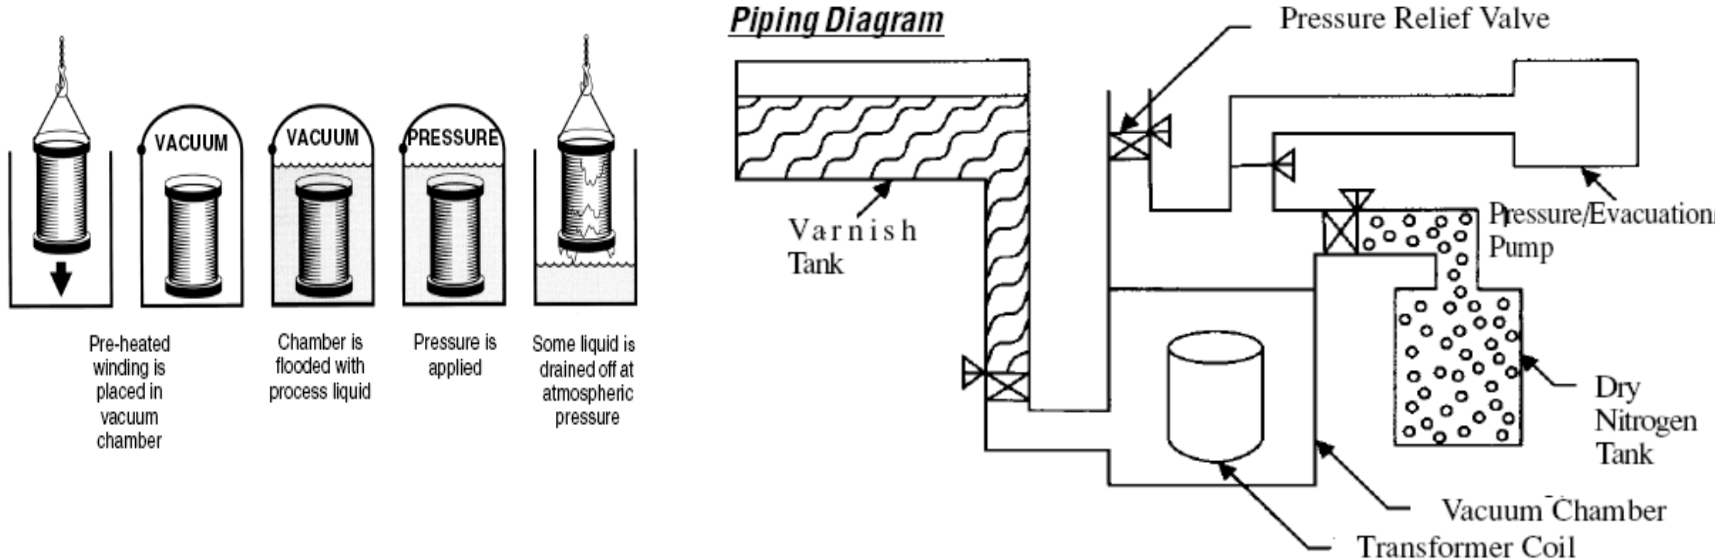 VACUUM
VACUUM
PRESSURE
Pre-heated
winding is
placed in
vacuum
chamber
Chamber is
flooded with
process liquid
Pressure is
applied
Some liquid is
drained off at
atmospheric
pressure
Piping Diagram
Pressure Relief Valve
Varnish
Tank
Pressure/Evacuation
Pump
Dry
Nitrogen
Tank
Vacuum Chamber
Transformer Coil